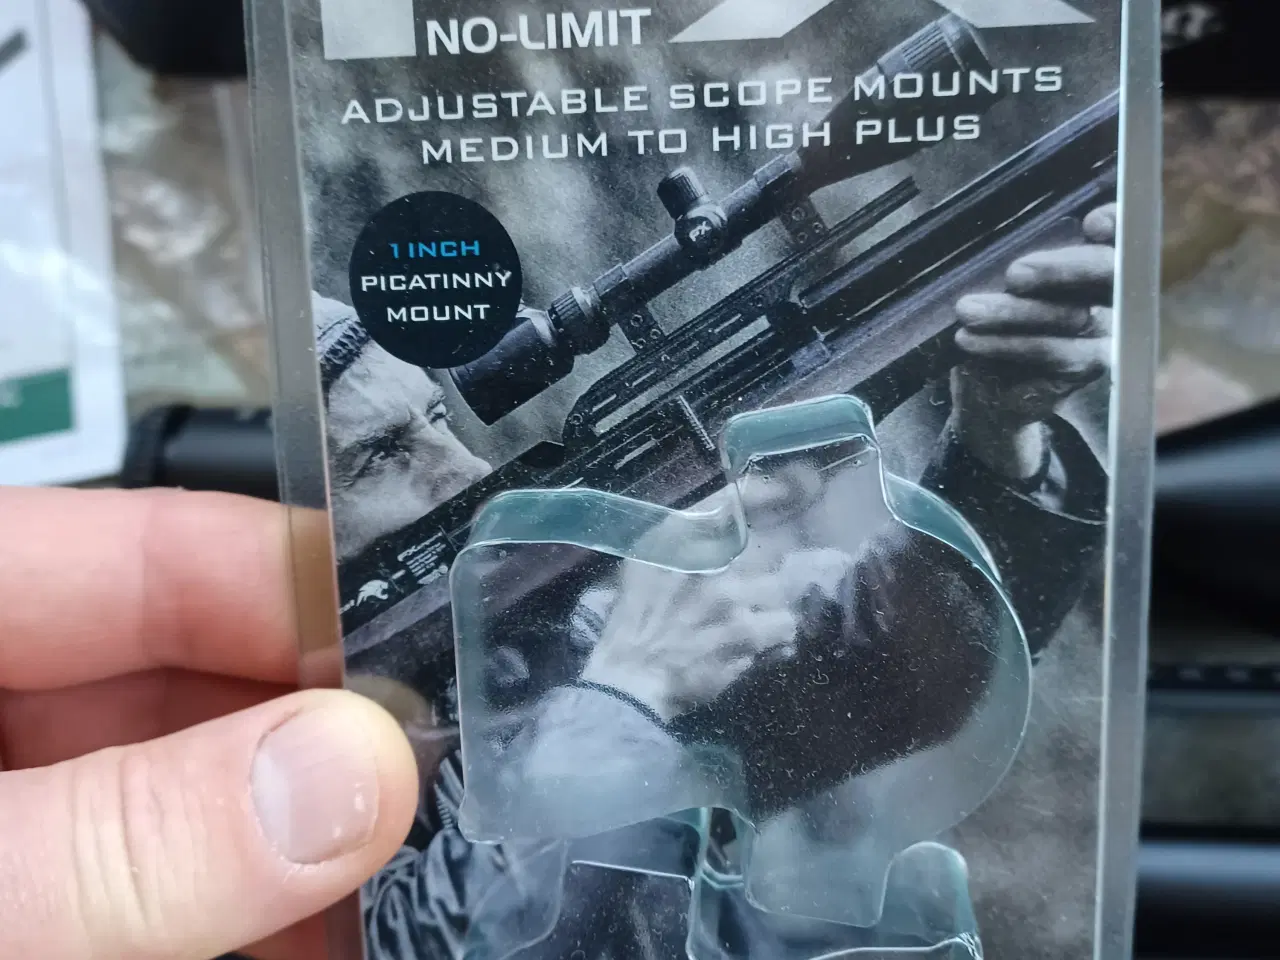 NO-LIMIT
ADJUSTABLE SCOPE MOUNTS
MEDIUM TO HIGH PLUS
1 INCH
PICATINNY
MOUNT
FX